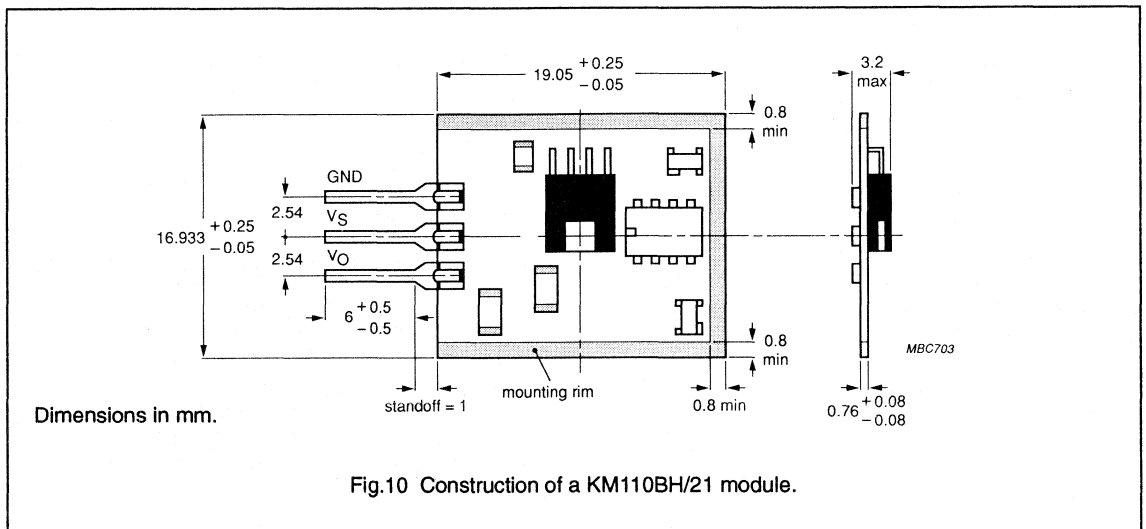 19.05 +0.25 −0.05
3.2 max
0.8 min
GND
2.54
VS
16.933 +0.25 −0.05
2.54
VO
6 +0.5 −0.5
0.8 min
MBC703
mounting rim
standoff = 1
0.8 min
0.76 +0.08 −0.08
Dimensions in mm.
Fig.10 Construction of a KM110BH/21 module.